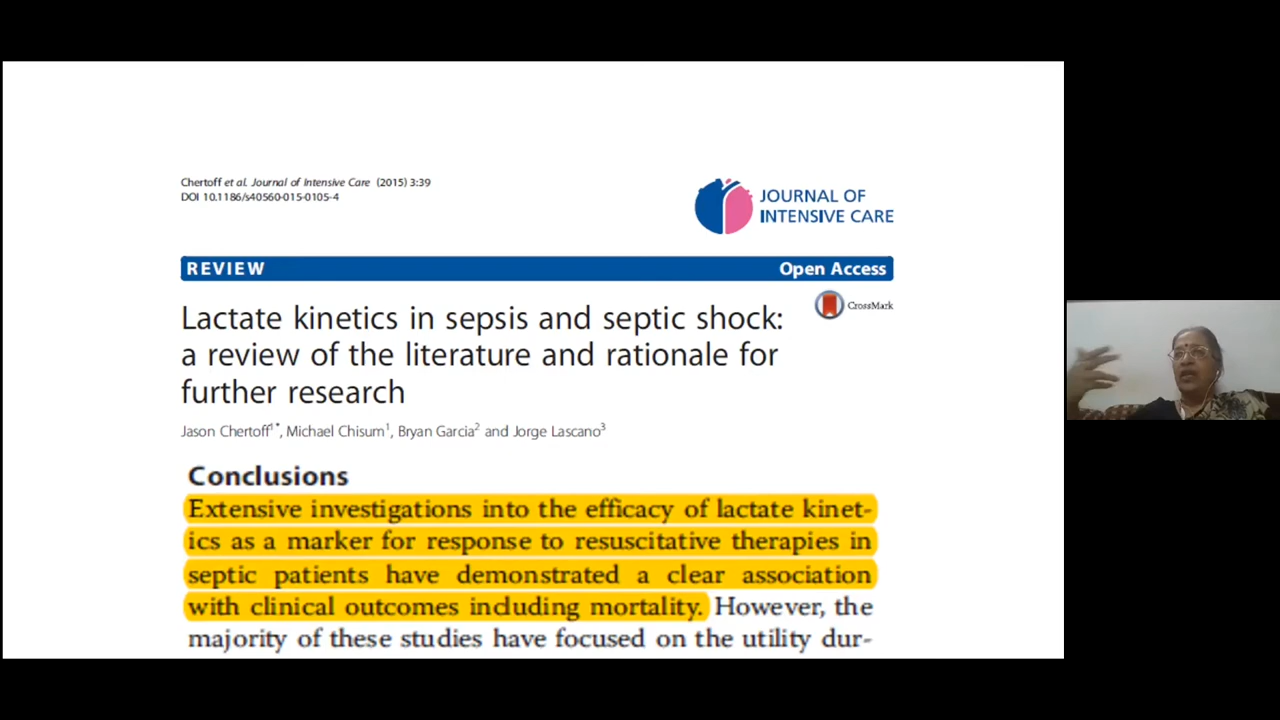 Chertoff et al. Journal of Intensive Care (2015) 3:39
DOI 10.1186/s40560-015-0105-4
JOURNAL OF
INTENSIVE CARE
REVIEW
Open Access
CrossMark
Lactate kinetics in sepsis and septic shock:
a review of the literature and rationale for
further research
Jason Chertoff1*, Michael Chisum1, Bryan Garcia2 and Jorge Lascano3
Conclusions
Extensive investigations into the efficacy of lactate kinet-
ics as a marker for response to resuscitative therapies in
septic patients have demonstrated a clear association
with clinical outcomes including mortality. However, the
majority of these studies have focused on the utility dur-